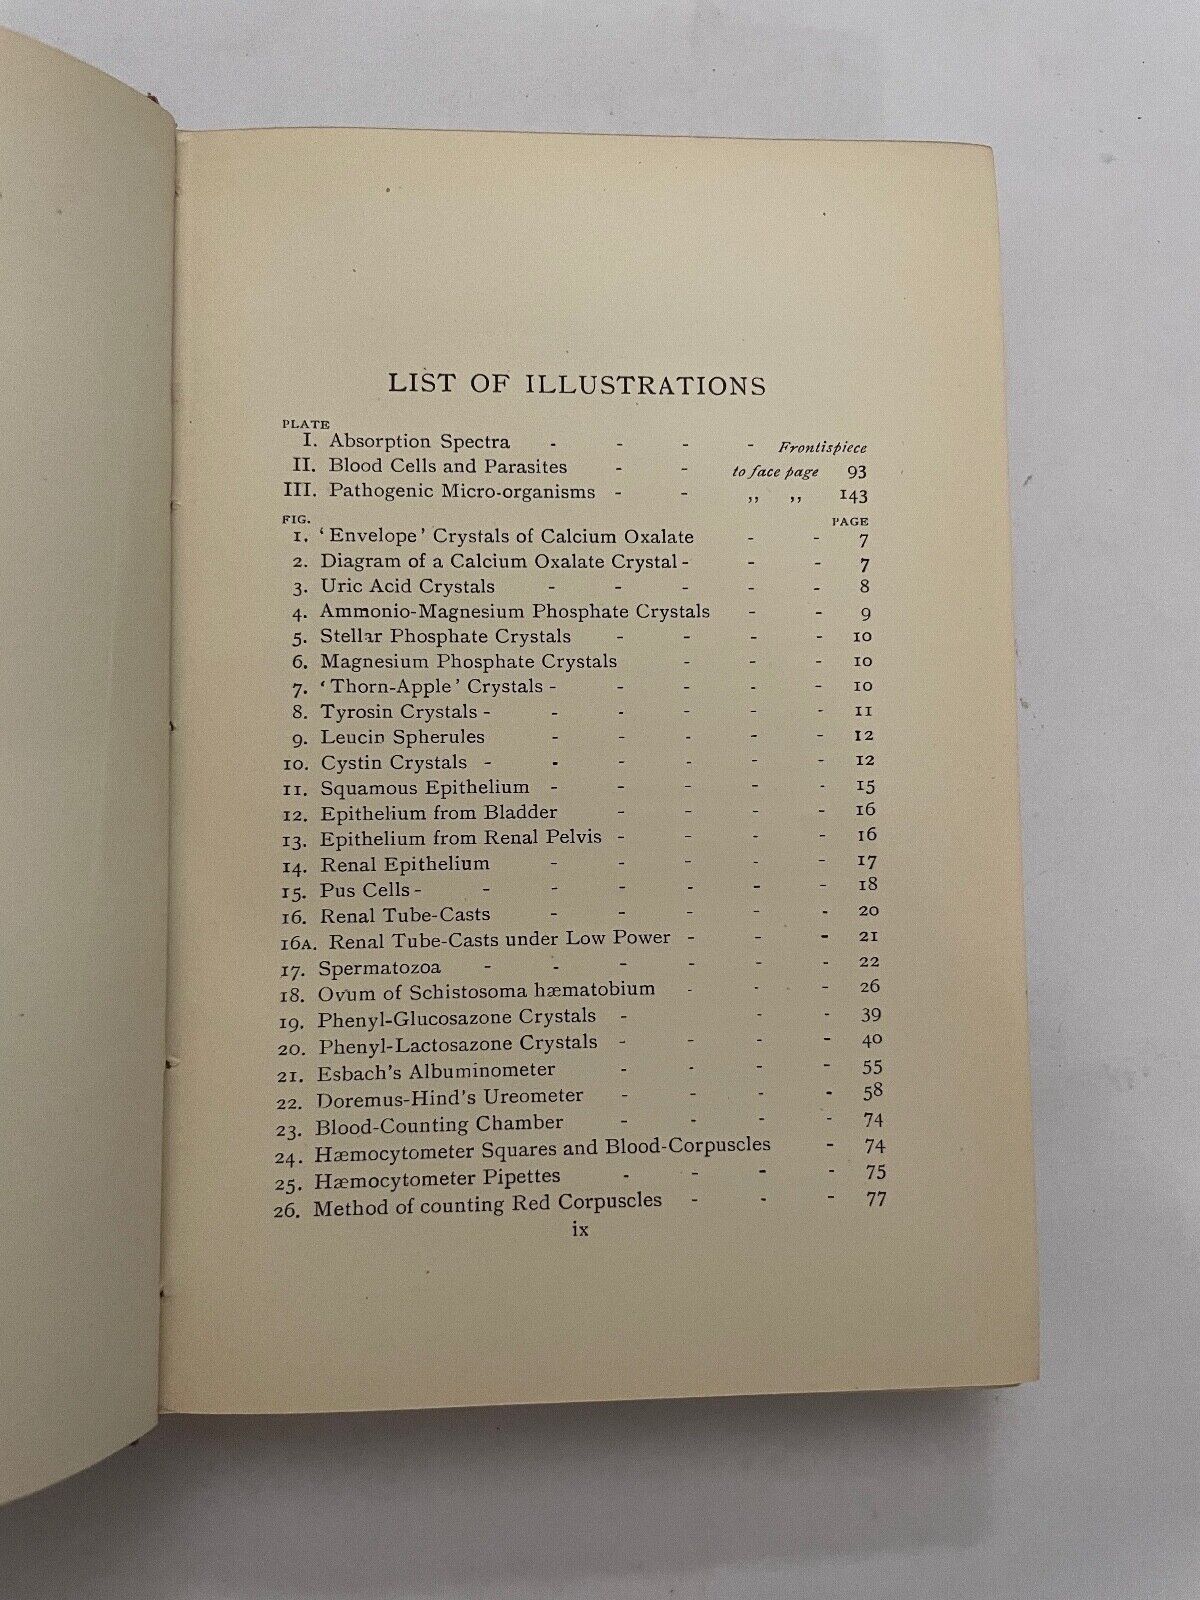 LIST OF ILLUSTRATIONS
PLATE
I. Absorption Spectra - - - - Frontispiece
II. Blood Cells and Parasites - - to face page 93
III. Pathogenic Micro-organisms - - „ „ 143
FIG. PAGE
1. ‘Envelope’ Crystals of Calcium Oxalate - - 7
2. Diagram of a Calcium Oxalate Crystal - - - 7
3. Uric Acid Crystals - - - - - 8
4. Ammonio-Magnesium Phosphate Crystals - - 9
5. Stellar Phosphate Crystals - - - - 10
6. Magnesium Phosphate Crystals - - - 10
7. ‘Thorn-Apple’ Crystals - - - - - 10
8. Tyrosin Crystals - - - - - - 11
9. Leucin Spherules - - - - - 12
10. Cystin Crystals - - - - - - 12
11. Squamous Epithelium - - - - - 15
12. Epithelium from Bladder - - - - 16
13. Epithelium from Renal Pelvis - - - - 16
14. Renal Epithelium - - - - - 17
15. Pus Cells - - - - - - - 18
16. Renal Tube-Casts - - - - - 20
16A. Renal Tube-Casts under Low Power - - - 21
17. Spermatozoa - - - - - - 22
18. Ovum of Schistosoma hæmatobium - - - 26
19. Phenyl-Glucosazone Crystals - - - 39
20. Phenyl-Lactosazone Crystals - - - - 40
21. Esbach's Albuminometer - - - - 55
22. Doremus-Hind's Ureometer - - - - 58
23. Blood-Counting Chamber - - - - 74
24. Hæmocytometer Squares and Blood-Corpuscles - 74
25. Hæmocytometer Pipettes - - - - 75
26. Method of counting Red Corpuscles - - - 77
ix